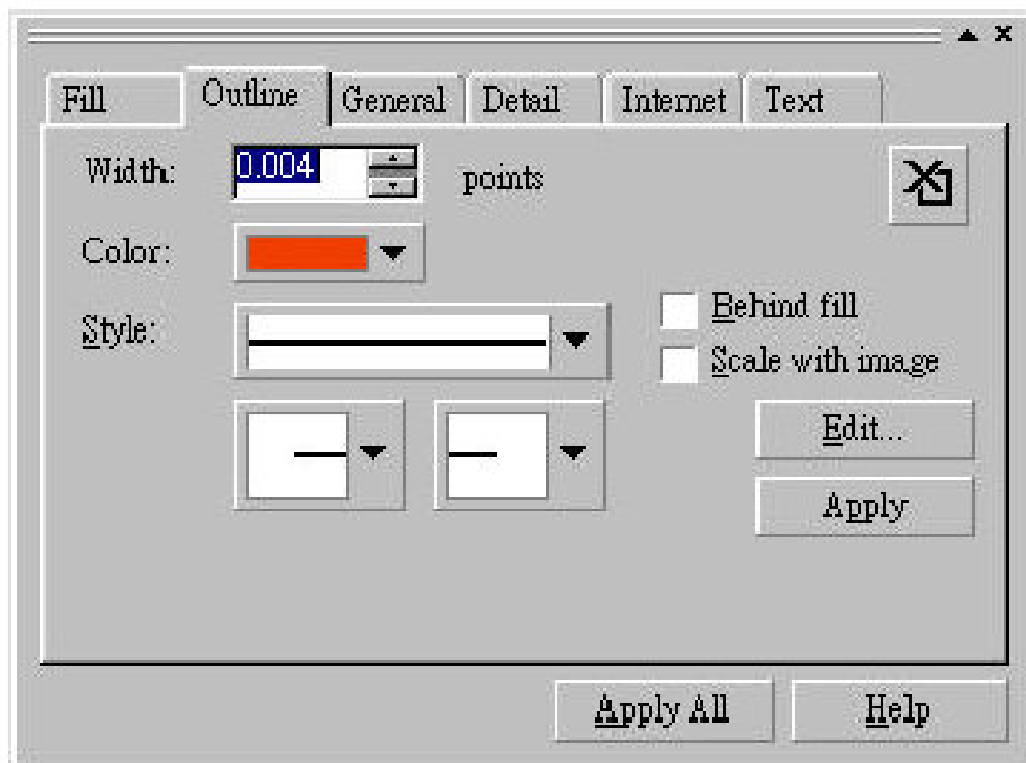 Fill Outline General Detail Internet Text
Width: 0.004 points
Color:
Style:
Behind fill
Scale with image
Edit...
Apply
Apply All Help